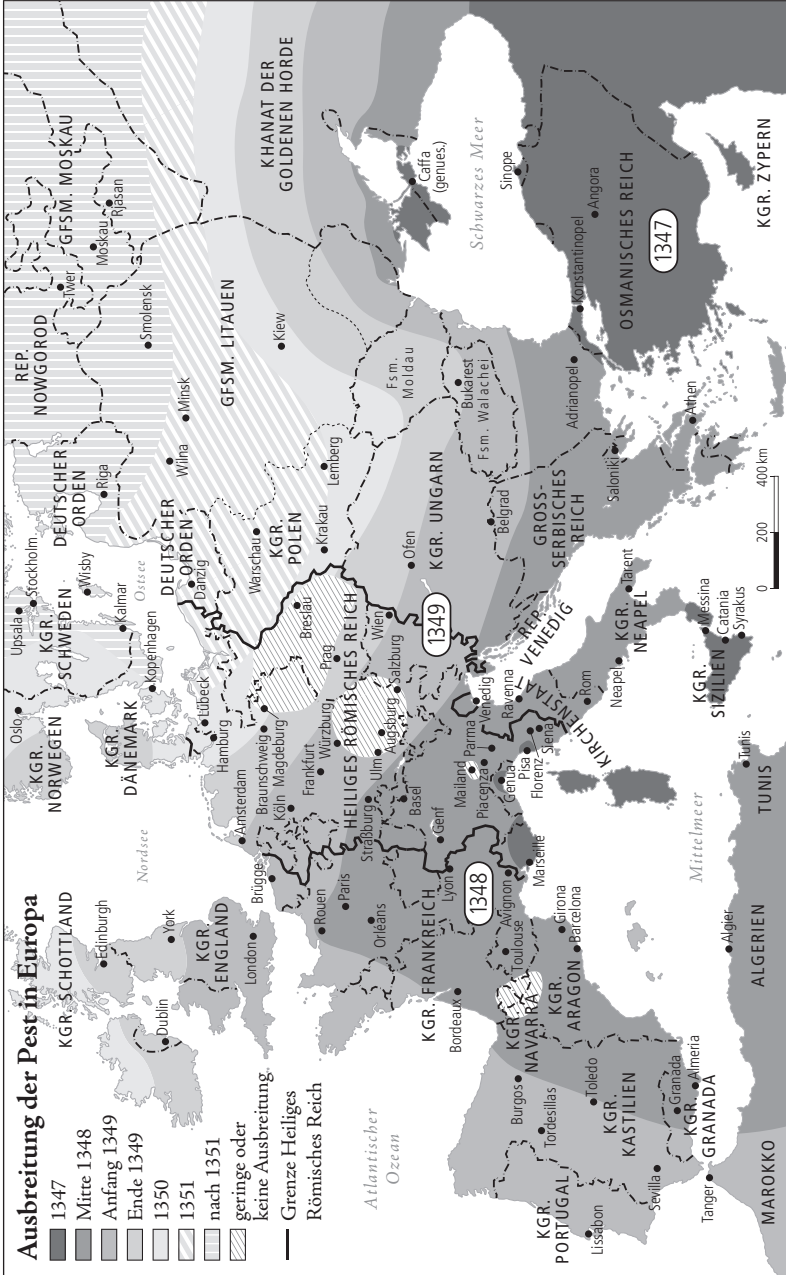 Ausbreitung der Pest in Europa
1347
Mittre 1348
Anfang 1349
Ende 1349
1350
1351
nach 1351
geringe oder
keine Ausbreitung
Grenze Heiliges
Römisches Reich
KGR. SCHOTTLAND
Edinburgh
York
KGR.
ENGLAND
London
Dublin
Atlantischer
Ozean
Nordsee
KGR.
NORWEGEN
Oslo
KGR.
DÄNEMARK
Kopenhagen
KGR.
SCHWEDEN
Upsala
Stockholm
Wisby
Kalmar
Ostsee
DEUTSCHER
ORDEN
Riga
DEUTSCHER
ORDEN
Danzig
REP.
NOWGOROD
Twer
GFSM. MOSKAU
Moskau
Rjasan
Smolensk
GFSM. LITAUEN
Minsk
Wilna
Kiew
KHANAT DER
GOLDENEN HORDE
Warschau
KGR.
POLEN
Lemberg
Krakau
Lübeck
Hamburg
Amsterdam
Brügge
Braunschweig
Magdeburg
Köln
Frankfurt
Würzburg
HEILIGES RÖMISCHES REICH
Breslau
Prag
Wien
Salzburg
Augsburg
Ulm
Straßburg
Basel
Genf
Rouen
Paris
Orléans
KGR. FRANKREICH
Lyon
1348
Avignon
Marseille
Toulouse
Bordeaux
KGR.
NAVARRA
KGR.
ARAGON
Girona
Barcelona
Burgos
Tordesillas
Toledo
KGR.
KASTILIEN
KGR.
PORTUGAL
Lissabon
Sevilla
Granada
KGR.
GRANADA
Almeria
Tanger
MAROKKO
Algier
ALGERIEN
Mittelmeer
Tunis
TUNIS
1349
Ofen
KGR. UNGARN
Fsm.
Moldau
Bukarest
Fsm. Walachei
Belgrad
GROSS-
SERBISCHES
REICH
REP.
VENEDIG
Venedig
Ravenna
Parma
Mailand
Piacenza
Genua
Pisa
Florenz
Siena
KIRCHENSTAAT
Rom
Neapel
KGR.
NEAPEL
Tarent
KGR.
SIZILIEN
Messina
Catania
Syrakus
Caffa
(genues.)
Schwarzes Meer
Sinope
Konstantinopel
Angora
OSMANISCHES REICH
1347
Adrianopel
Saloniki
Athen
KGR. ZYPERN
0
200
400 km